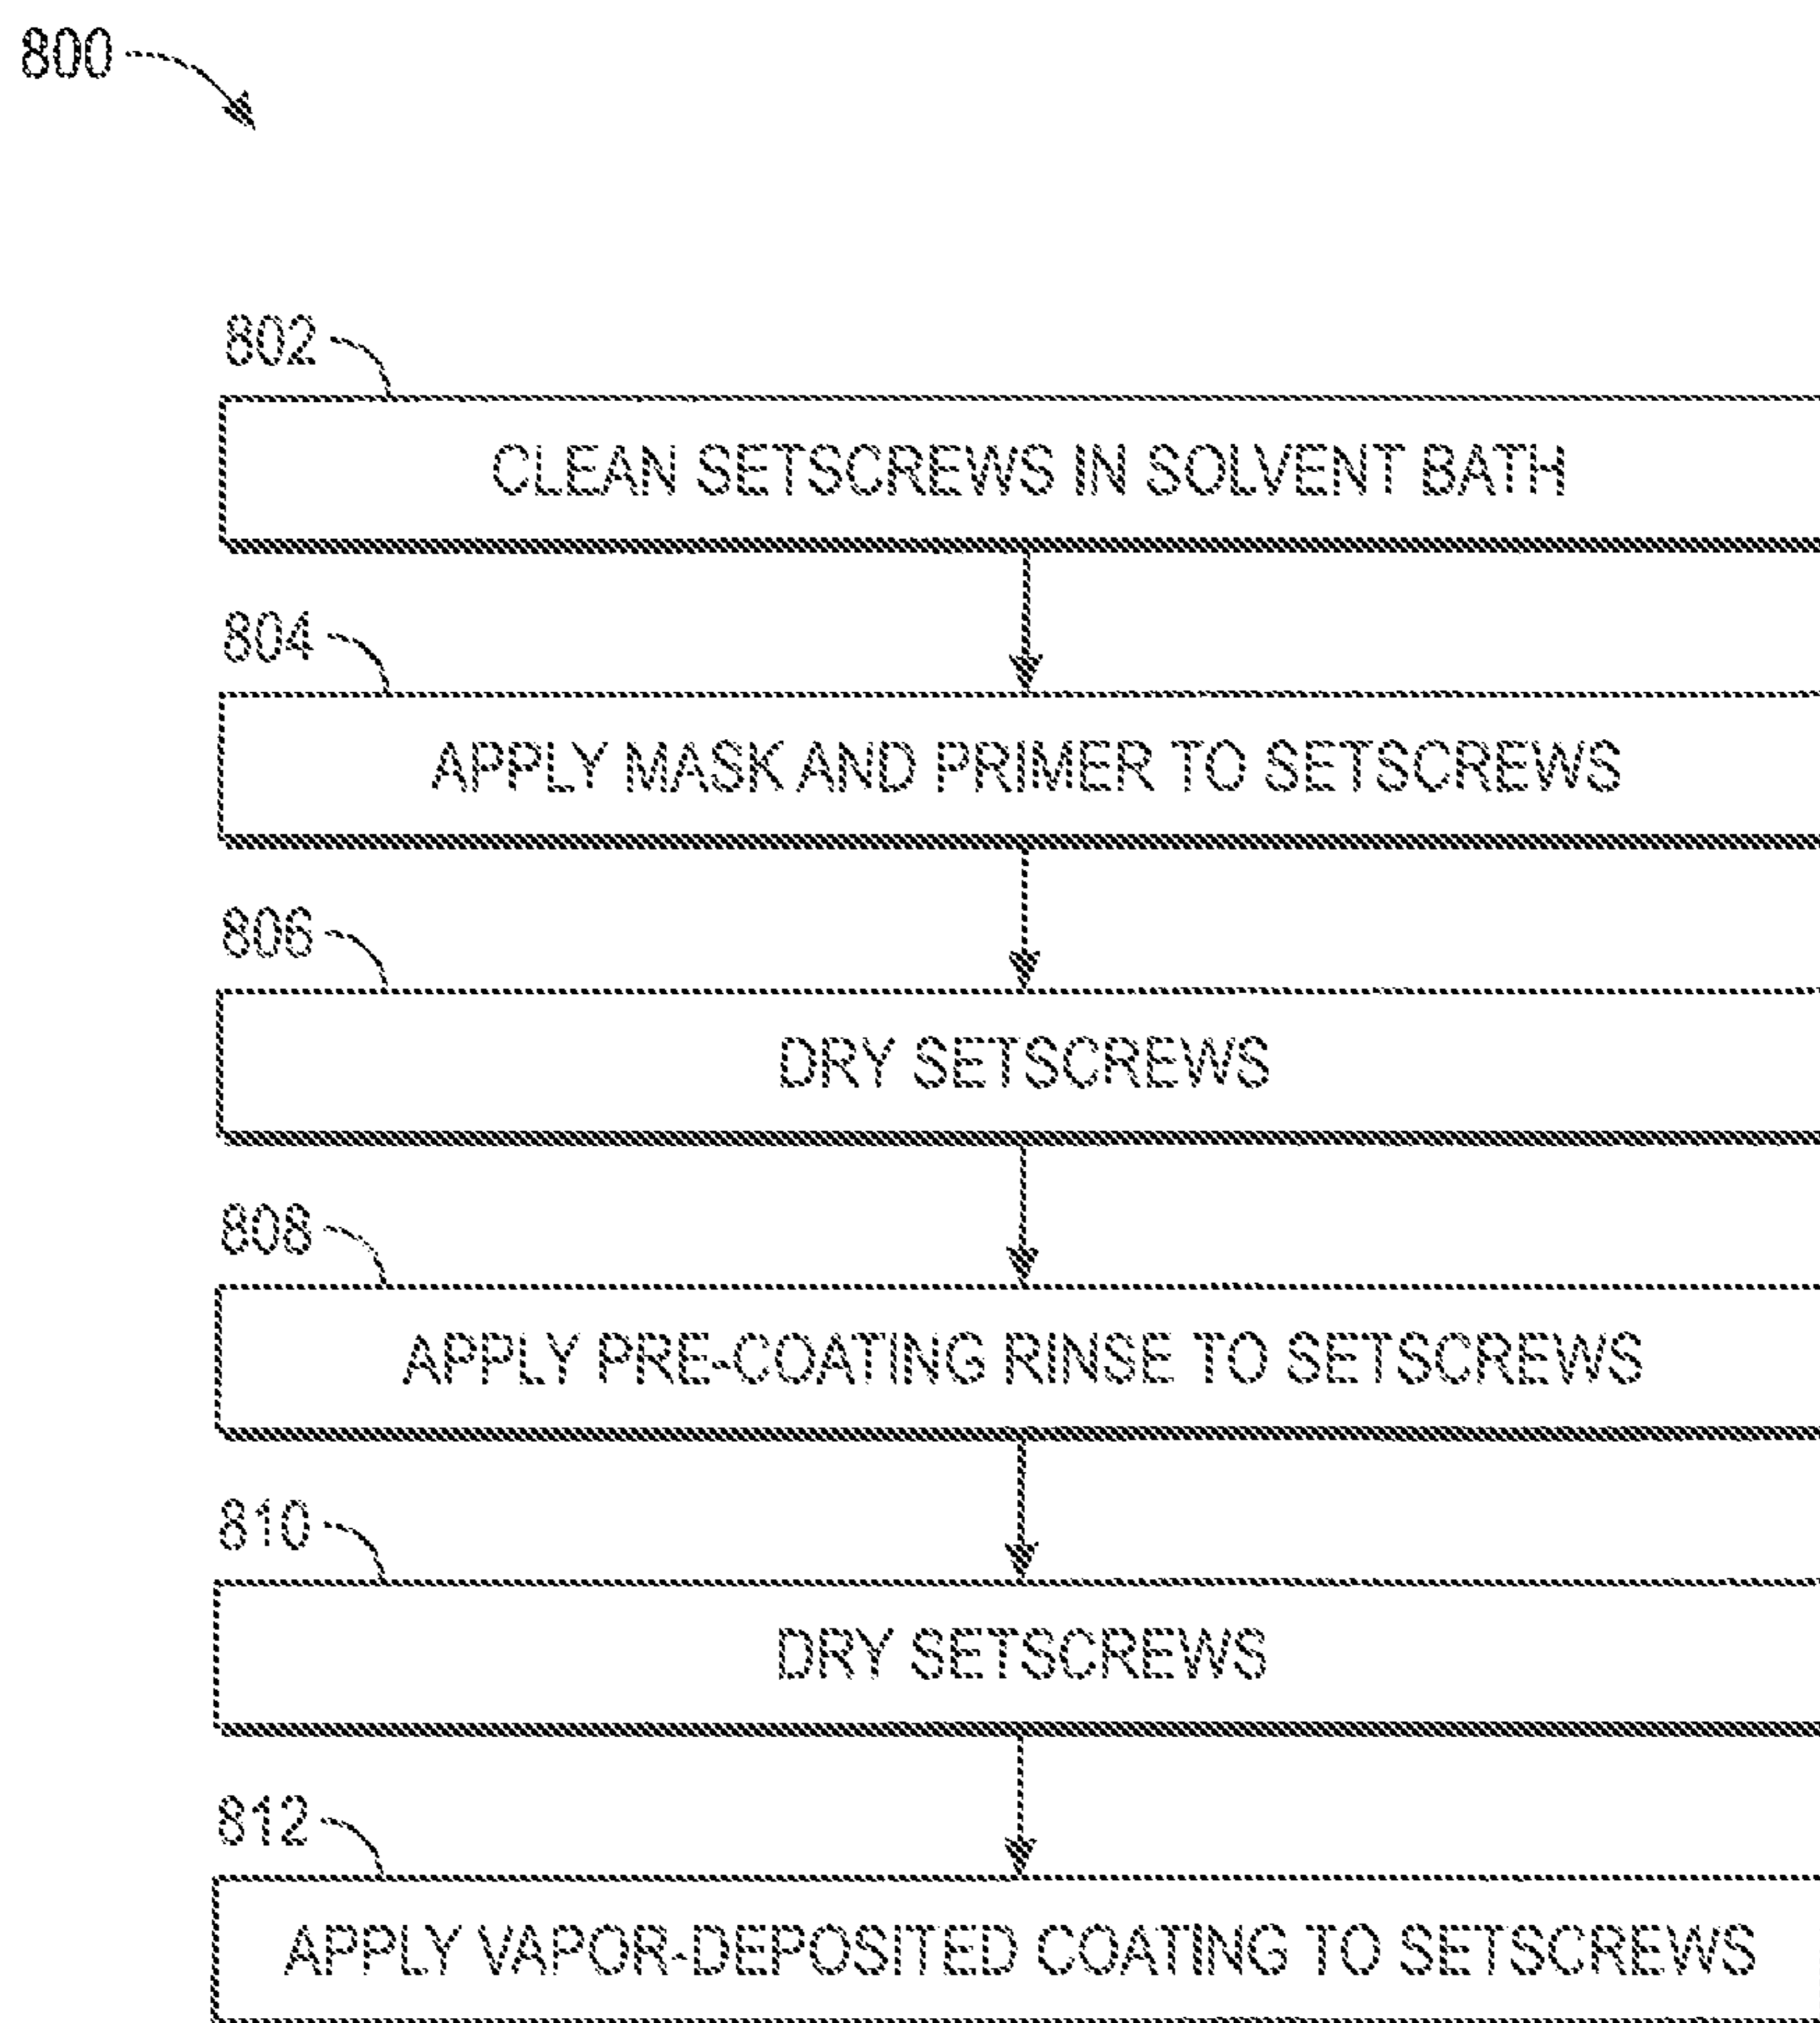 800
802
CLEAN SETSCREWS IN SOLVENT BATH
804
APPLY MASK AND PRIMER TO SETSCREWS
806
DRY SETSCREWS
808
APPLY PRE-COATING RINSE TO SETSCREWS
810
DRY SETSCREWS
812
APPLY VAPOR-DEPOSITED COATING TO SETSCREWS